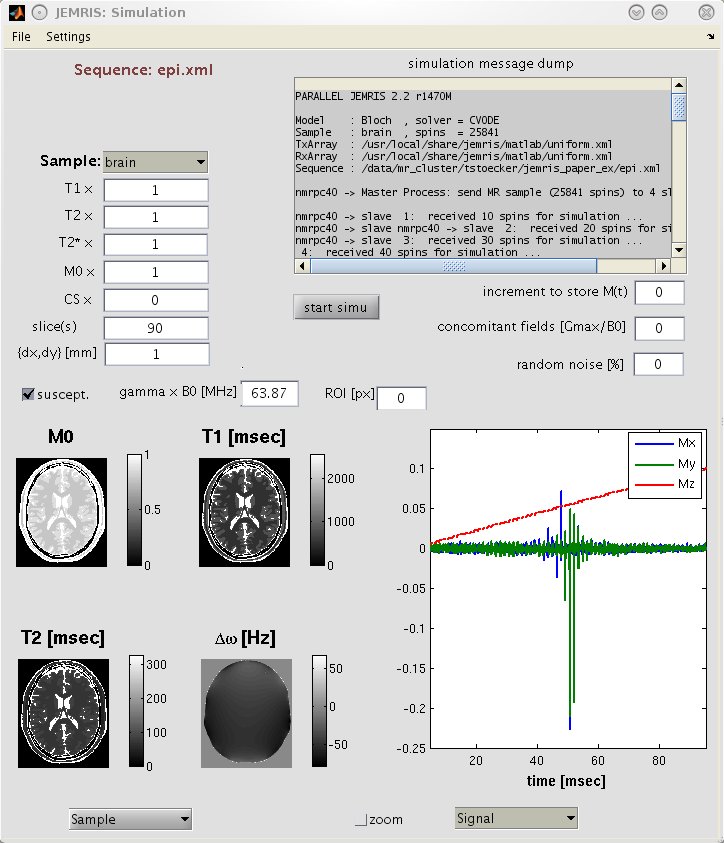 JEMRIS: Simulation
File Settings
Sequence: epi.xml
simulation message dump
PARALLEL JEMRIS 2.2 r1470M
Model : Bloch , solver = CVODE
Sample : brain , spins = 25841
TxArray : /usr/local/share/jemris/matlab/uniform.xml
RxArray : /usr/local/share/jemris/matlab/uniform.xml
Sequence : /data/mr_cluster/tstoecker/jemris_paper_ex/epi.xml
nmrpc40 -> Master Process: send MR sample (25841 spins) to 4 sl
nmrpc40 -> slave 1: received 10 spins for simulation ...
nmrpc40 -> slave nmrpc40 -> slave 2: received 20 spins for si
nmrpc40 -> slave 3: received 30 spins for simulation ...
4: received 40 spins for simulation ...
Sample: brain
T1 × 1
T2 × 1
T2* × 1
M0 × 1
CS × 0
slice(s) 90
{dx,dy} [mm] 1
start simu
increment to store M(t) 0
concomitant fields [Gmax/B0] 0
random noise [%] 0
suscept. gamma × B0 [MHz] 63.87 ROI [px] 0
M0
1
0.5
0
T1 [msec]
2000
1000
0
T2 [msec]
300
200
100
0
Δω [Hz]
50
0
-50
Mx
My
Mz
0.1
0.05
0
-0.05
-0.1
-0.15
-0.2
-0.25
20 40 60 80
time [msec]
Sample zoom Signal